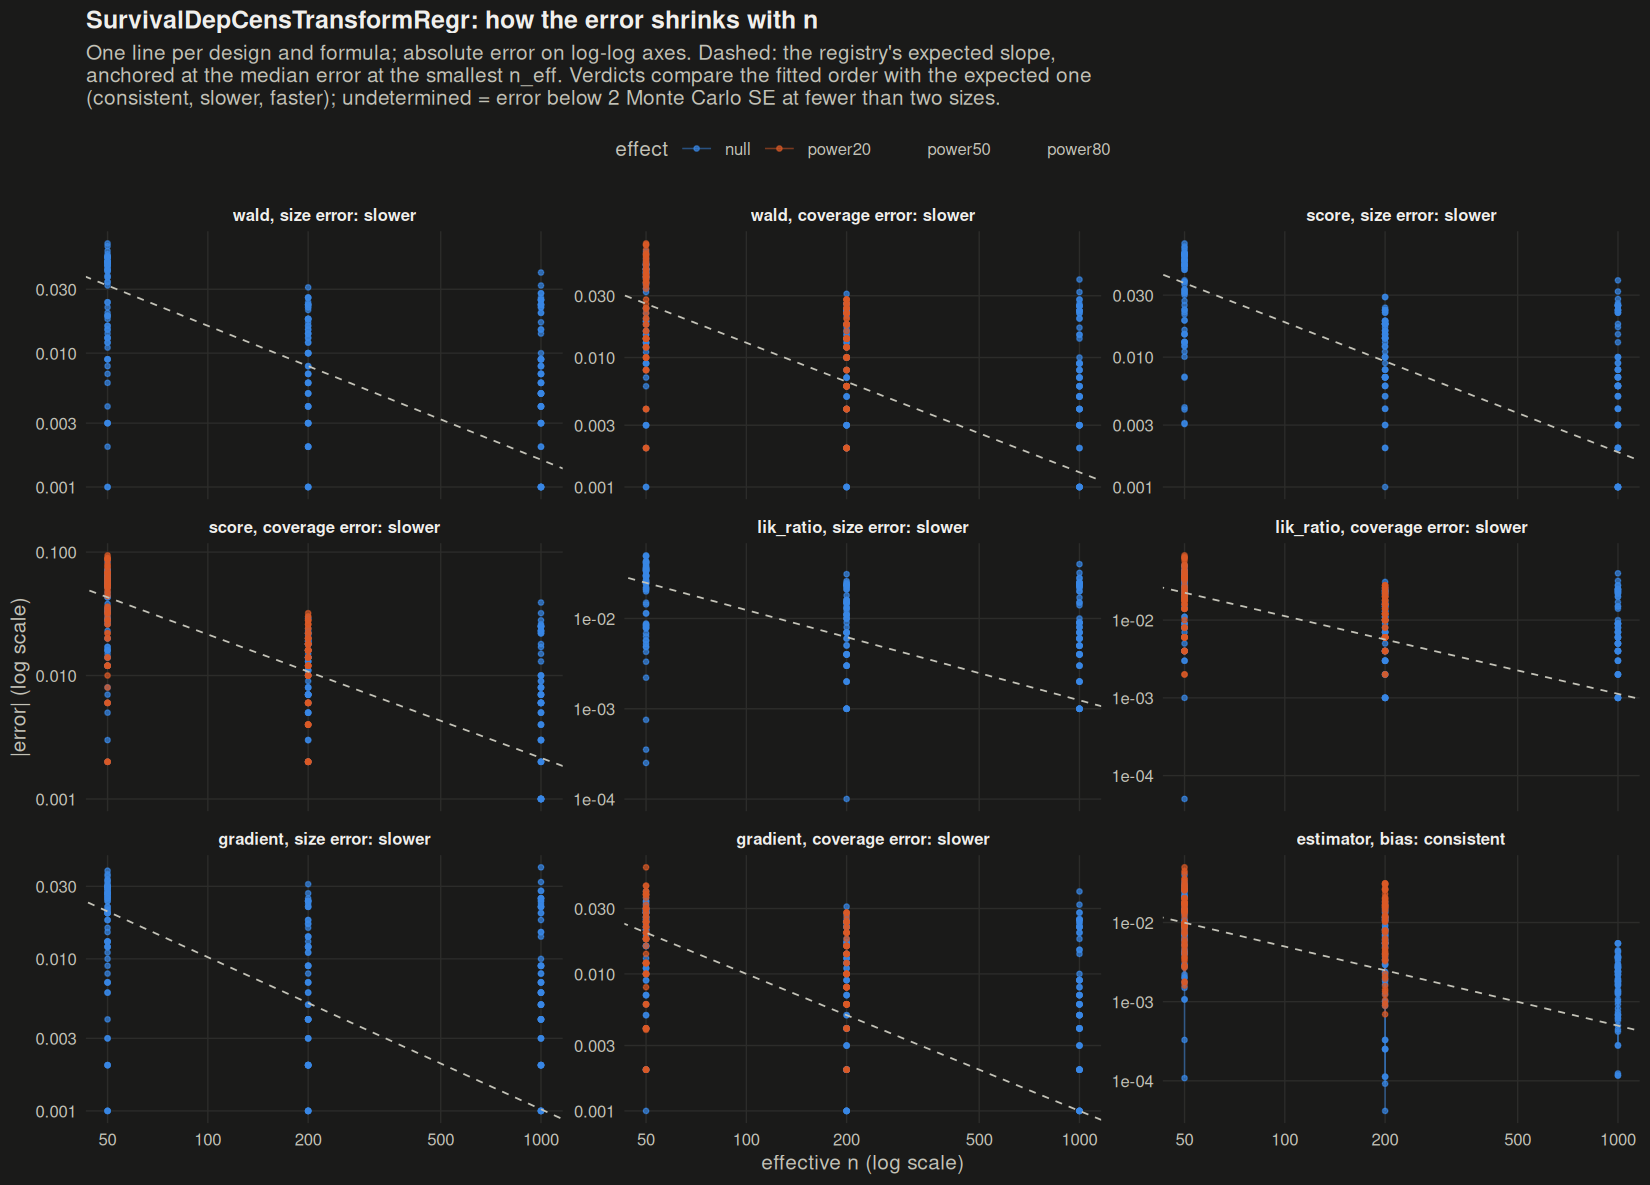 SurvivalDepCensTransformRegr: how the error shrinks with n
One line per design and formula; absolute error on log-log axes. Dashed: the registry's expected slope,
anchored at the median error at the smallest n_eff. Verdicts compare the fitted order with the expected one
(consistent, slower, faster); undetermined = error below 2 Monte Carlo SE at fewer than two sizes.
effect null power20 power50 power80
wald, size error: slower
0.030
0.010
0.003
0.001
wald, coverage error: slower
0.030
0.010
0.003
0.001
score, size error: slower
0.030
0.010
0.003
0.001
|error| (log scale)
score, coverage error: slower
0.100
0.010
0.001
lik_ratio, size error: slower
1e-02
1e-03
1e-04
lik_ratio, coverage error: slower
1e-02
1e-03
1e-04
gradient, size error: slower
0.030
0.010
0.003
0.001
50 100 200 500 1000
gradient, coverage error: slower
0.030
0.010
0.003
0.001
50 100 200 500 1000
estimator, bias: consistent
1e-02
1e-03
1e-04
50 100 200 500 1000
effective n (log scale)